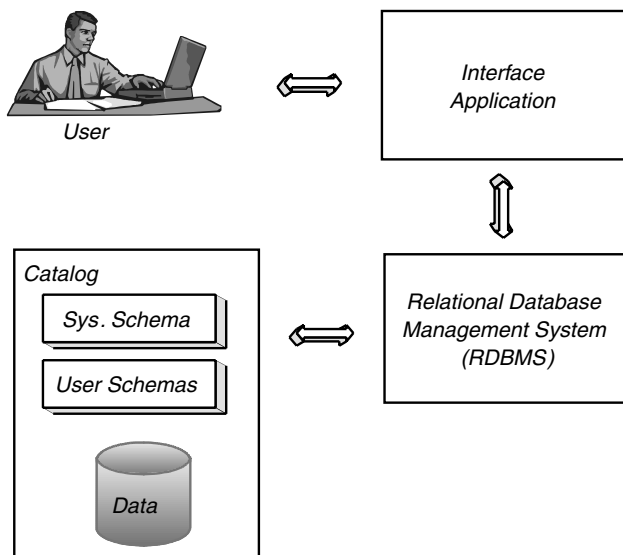 User
Interface
Application
Catalog
Sys. Schema
User Schemas
Data
Relational Database
Management System
(RDBMS)